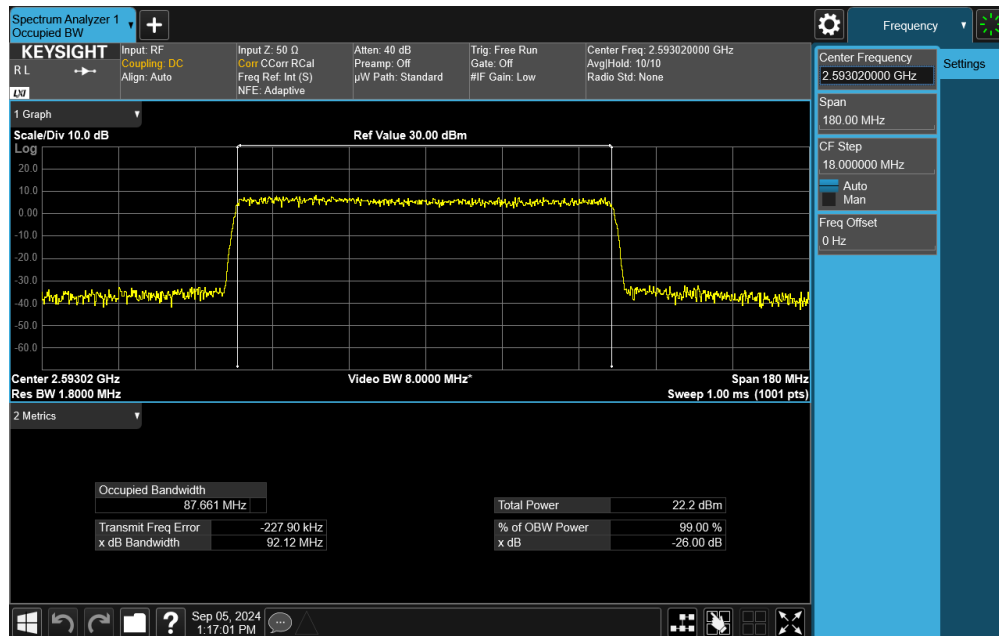 Spectrum Analyzer 1
Occupied BW
Frequency
KEYSIGHT
R L
LXI
Input: RF
Coupling: DC
Align: Auto
Input Z: 50 Ω
Corr CCorr RCal
Freq Ref: Int (S)
NFE: Adaptive
Atten: 40 dB
Preamp: Off
µW Path: Standard
Trig: Free Run
Gate: Off
#IF Gain: Low
Center Freq: 2.593020000 GHz
Avg|Hold: 10/10
Radio Std: None
Center Frequency
2.593020000 GHz
Settings
Span
180.00 MHz
CF Step
18.000000 MHz
Auto
Man
Freq Offset
0 Hz
1 Graph
Scale/Div 10.0 dB
Ref Value 30.00 dBm
Log
20.0
10.0
0.00
-10.0
-20.0
-30.0
-40.0
-50.0
-60.0
Center 2.59302 GHz
Video BW 8.0000 MHz*
Span 180 MHz
Res BW 1.8000 MHz
Sweep 1.00 ms (1001 pts)
2 Metrics
Occupied Bandwidth
87.661 MHz
Total Power 22.2 dBm
Transmit Freq Error -227.90 kHz
% of OBW Power 99.00 %
x dB Bandwidth 92.12 MHz
x dB -26.00 dB
Sep 05, 2024
1:17:01 PM